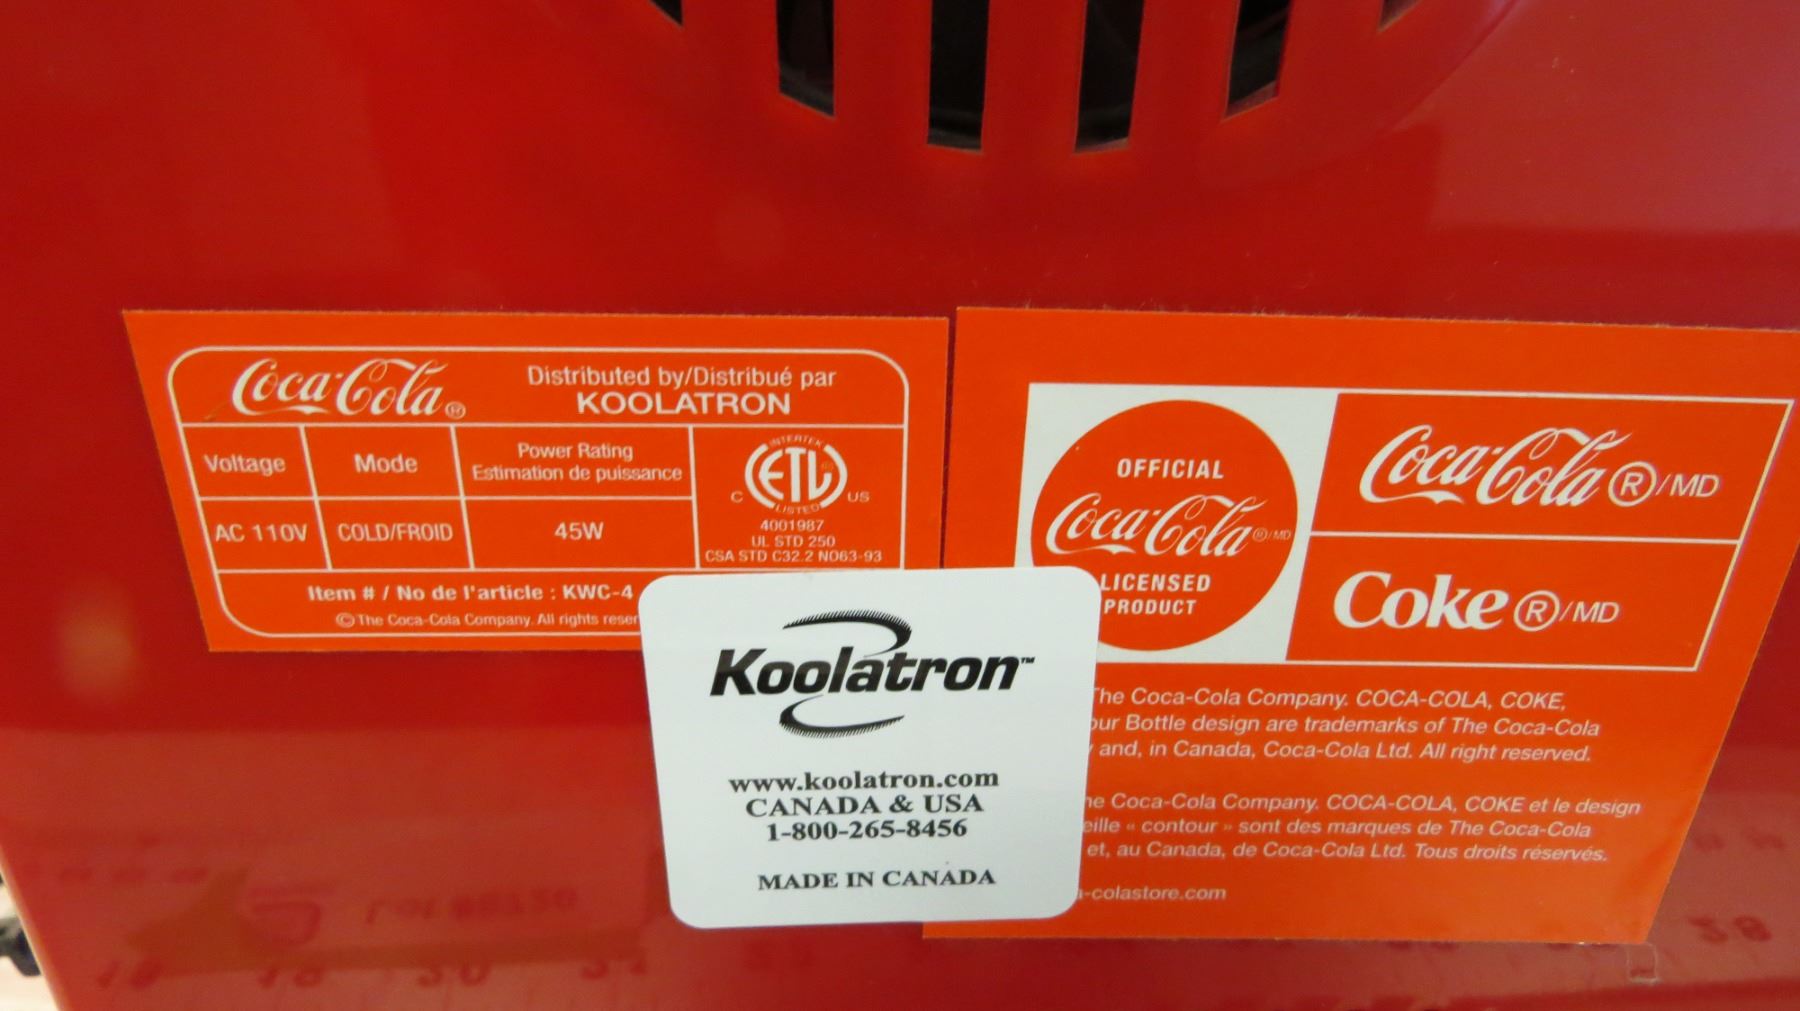 Coca-Cola®
Distributed by/Distribué par
KOOLATRON
Voltage
Mode
Power Rating
Estimation de puissance
AC 110V
COLD/FROID
45W
INTERTEK
ETL
C US
LISTED
4001987
UL STD 250
CSA STD C32.2 NO63-93
Item # / No de l'article : KWC-4
©The Coca-Cola Company. All rights
OFFICIAL
Coca-Cola®/MD
LICENSED
PRODUCT
Coca-Cola®/MD
Coke®/MD
The Coca-Cola Company. COCA-COLA, COKE,
Bottle design are trademarks of The Coca-Cola
and, in Canada, Coca-Cola Ltd. All right reserved.
Coca-Cola Company. COCA-COLA, COKE et le design
« contour » sont des marques de The Coca-Cola
et, au Canada, de Coca-Cola Ltd. Tous droits réservés.
-colastore.com
Koolatron™
www.koolatron.com
CANADA & USA
1-800-265-8456
MADE IN CANADA